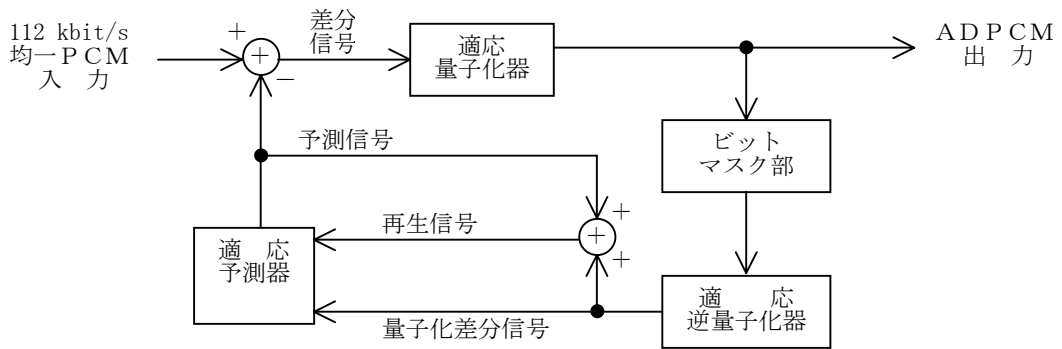 112 kbit/s
均一ＰＣＭ
入　力
+
+
−
差分
信号
適応
量子化器
ＡＤＰＣＭ
出　力
ビット
マスク部
予測信号
再生信号
+
+
+
適　応
予測器
適　　応
逆量子化器
量子化差分信号